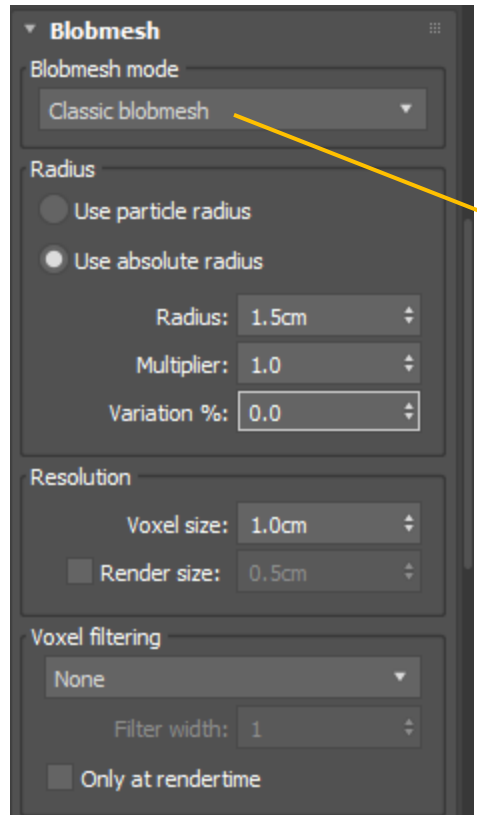 Blobmesh
Blobmesh mode
Classic blobmesh
Radius
Use particle radius
Use absolute radius
Radius: 1.5cm
Multiplier: 1.0
Variation %: 0.0
Resolution
Voxel size: 1.0cm
Render size: 0.5cm
Voxel filtering
None
Filter width: 1
Only at rendertime